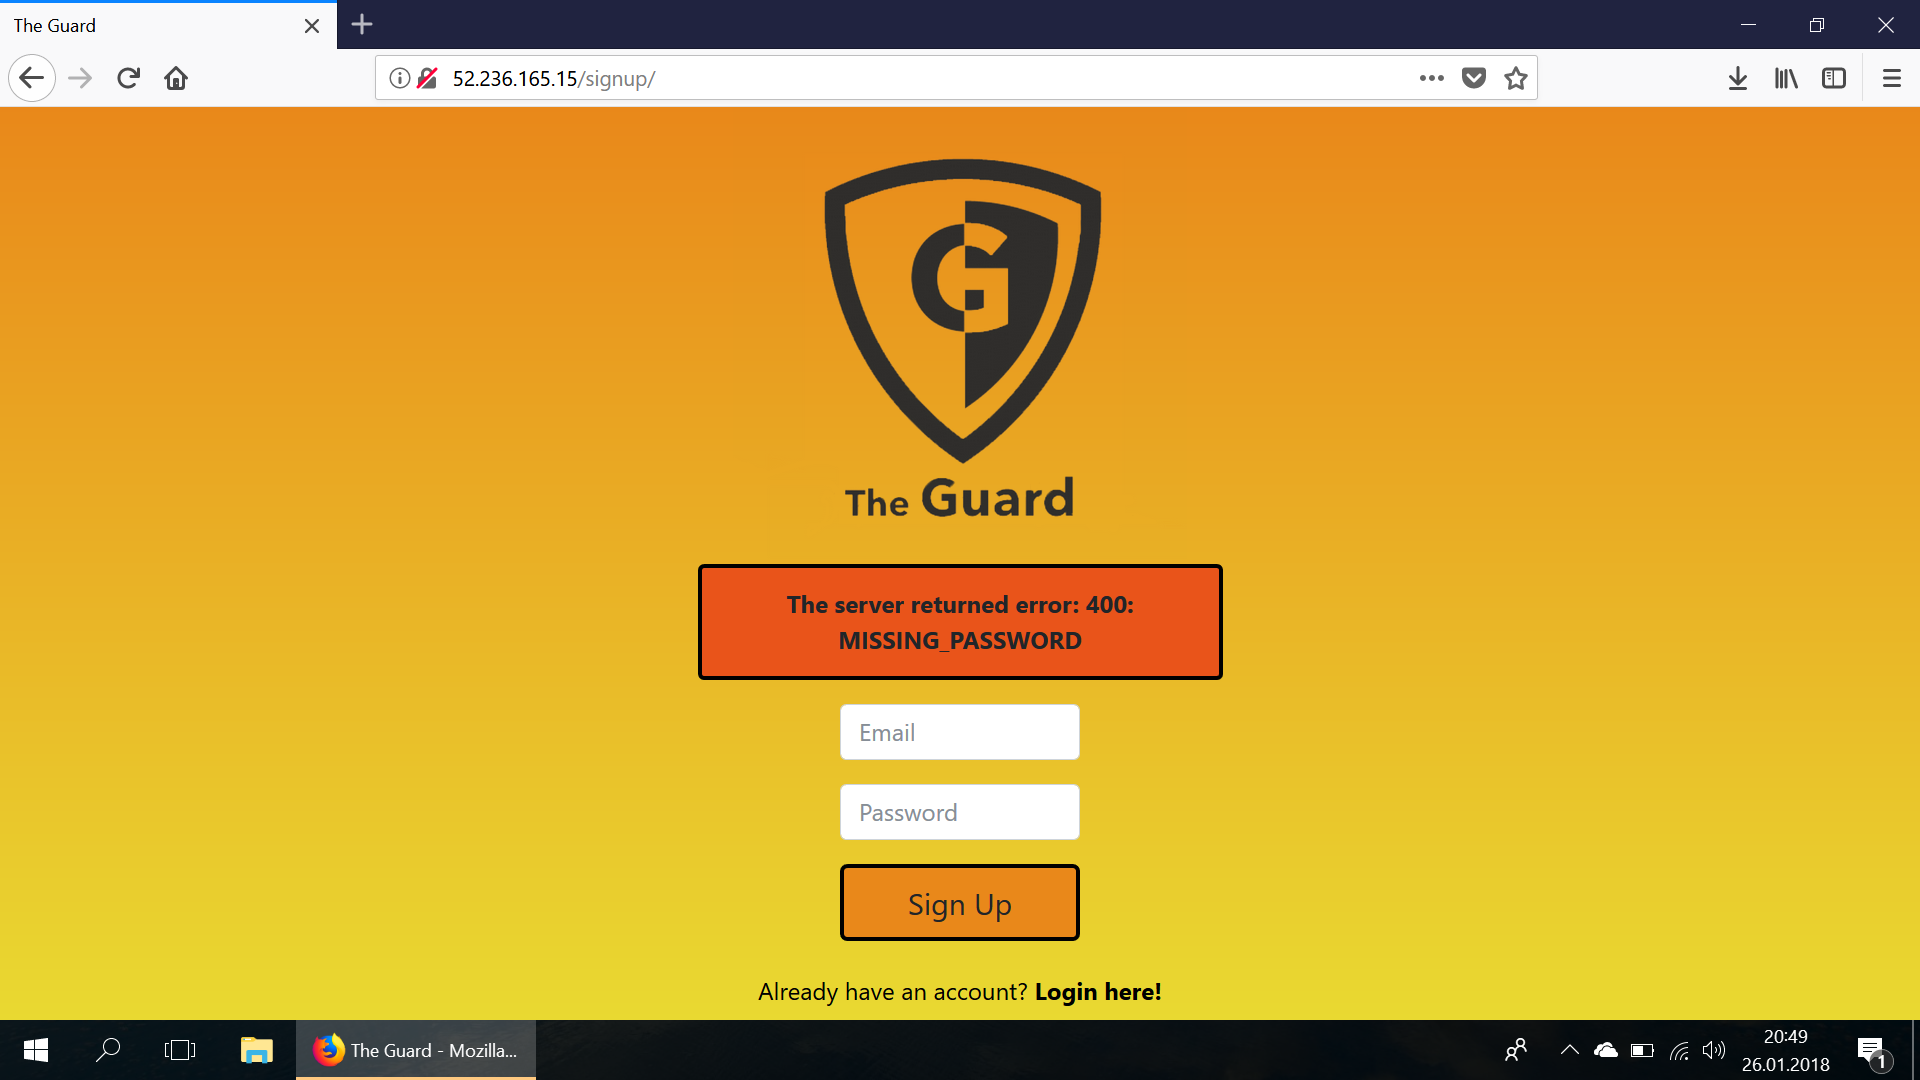 The Guard
52.236.165.15/signup/
G
The Guard
The server returned error: 400:
MISSING_PASSWORD
Email
Password
Sign Up
Already have an account? Login here!
The Guard - Mozilla...
20:49
26.01.2018
1